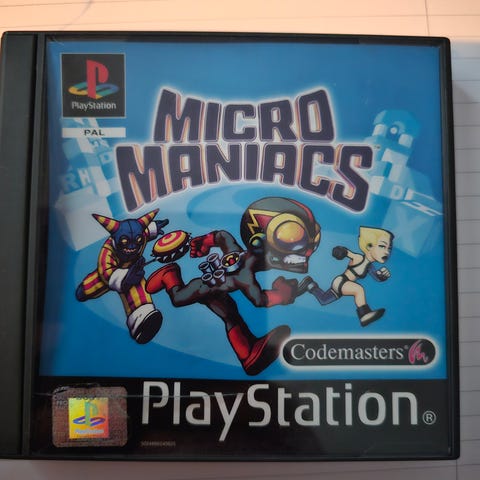 PlayStation
PAL
MICRO
MANIACS
Codemasters
PlayStation®